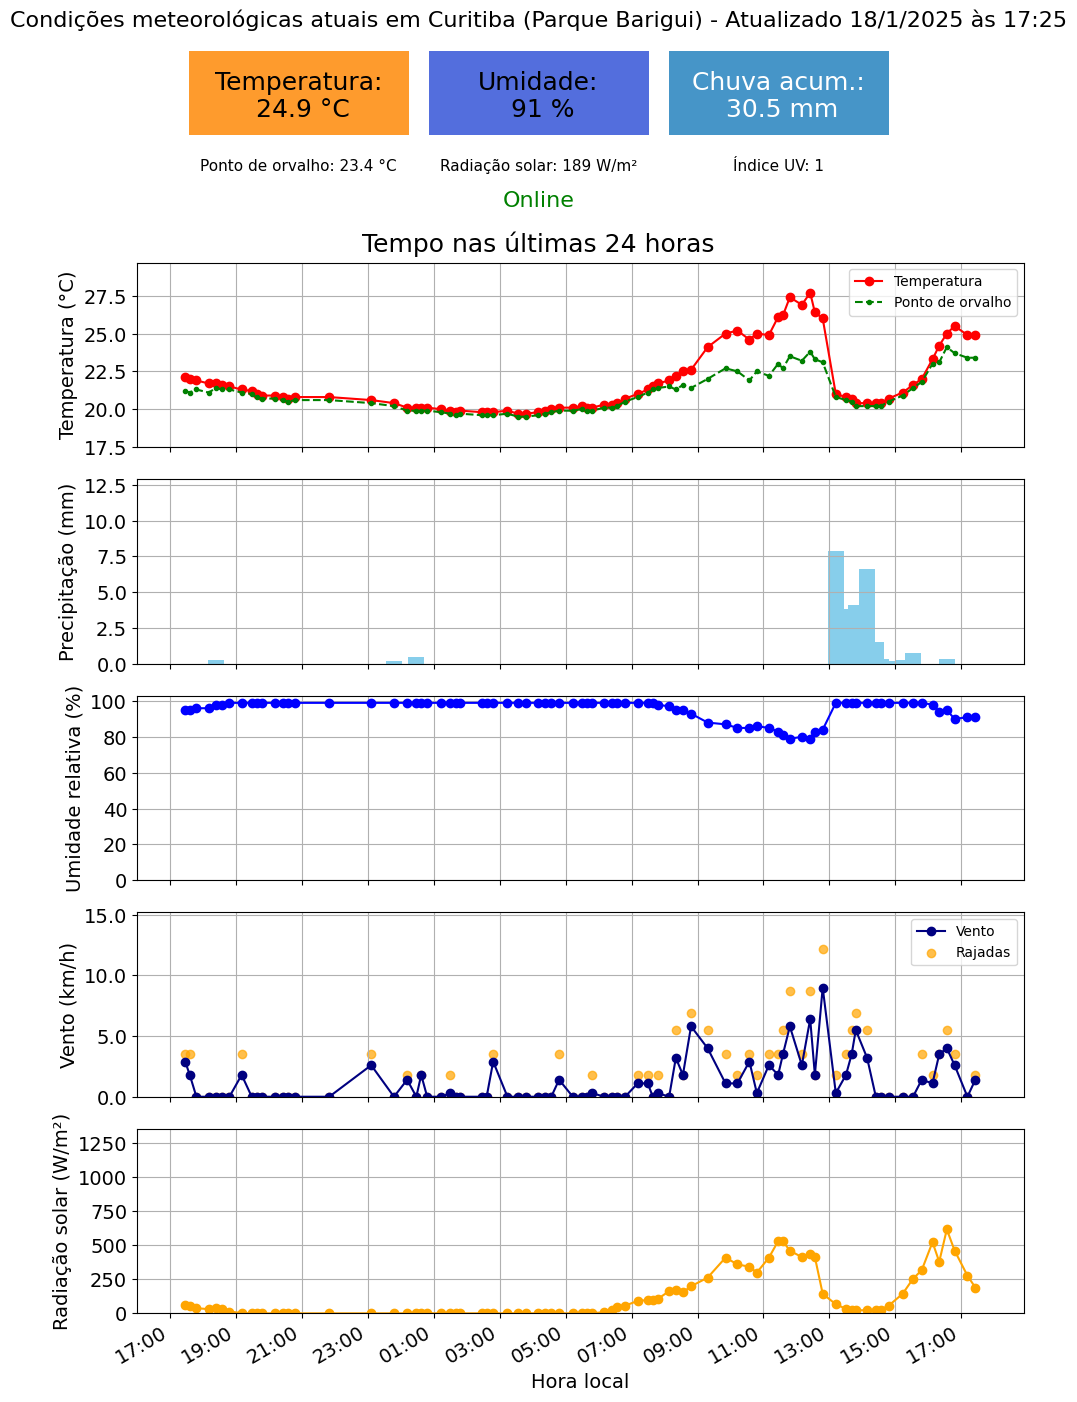 Condições meteorológicas atuais em Curitiba (Parque Barigui) - Atualizado 18/1/2025 às 17:25
Temperatura:
24.9 °C
Umidade:
91 %
Chuva acum.:
30.5 mm
Ponto de orvalho: 23.4 °C
Radiação solar: 189 W/m²
Índice UV: 1
Online
Tempo nas últimas 24 horas
Temperatura (°C)
27.5
25.0
22.5
20.0
17.5
Temperatura
Ponto de orvalho
Precipitação (mm)
12.5
10.0
7.5
5.0
2.5
0.0
Umidade relativa (%)
100
80
60
40
20
0
Vento (km/h)
15.0
10.0
5.0
0.0
Vento
Rajadas
Radiação solar (W/m²)
1250
1000
750
500
250
0
17:00
19:00
21:00
23:00
01:00
03:00
05:00
07:00
09:00
11:00
13:00
15:00
17:00
Hora local